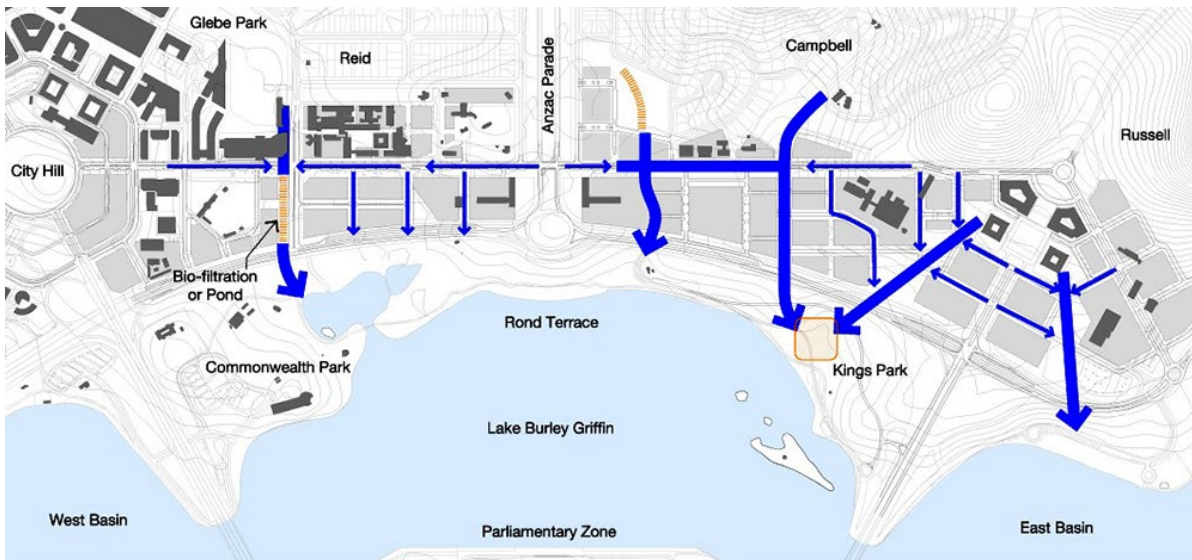 Glebe Park
Reid
Anzac Parade
Campbell
Russell
City Hill
Bio-filtration
or Pond
Rond Terrace
Commonwealth Park
Kings Park
Lake Burley Griffin
West Basin
Parliamentary Zone
East Basin